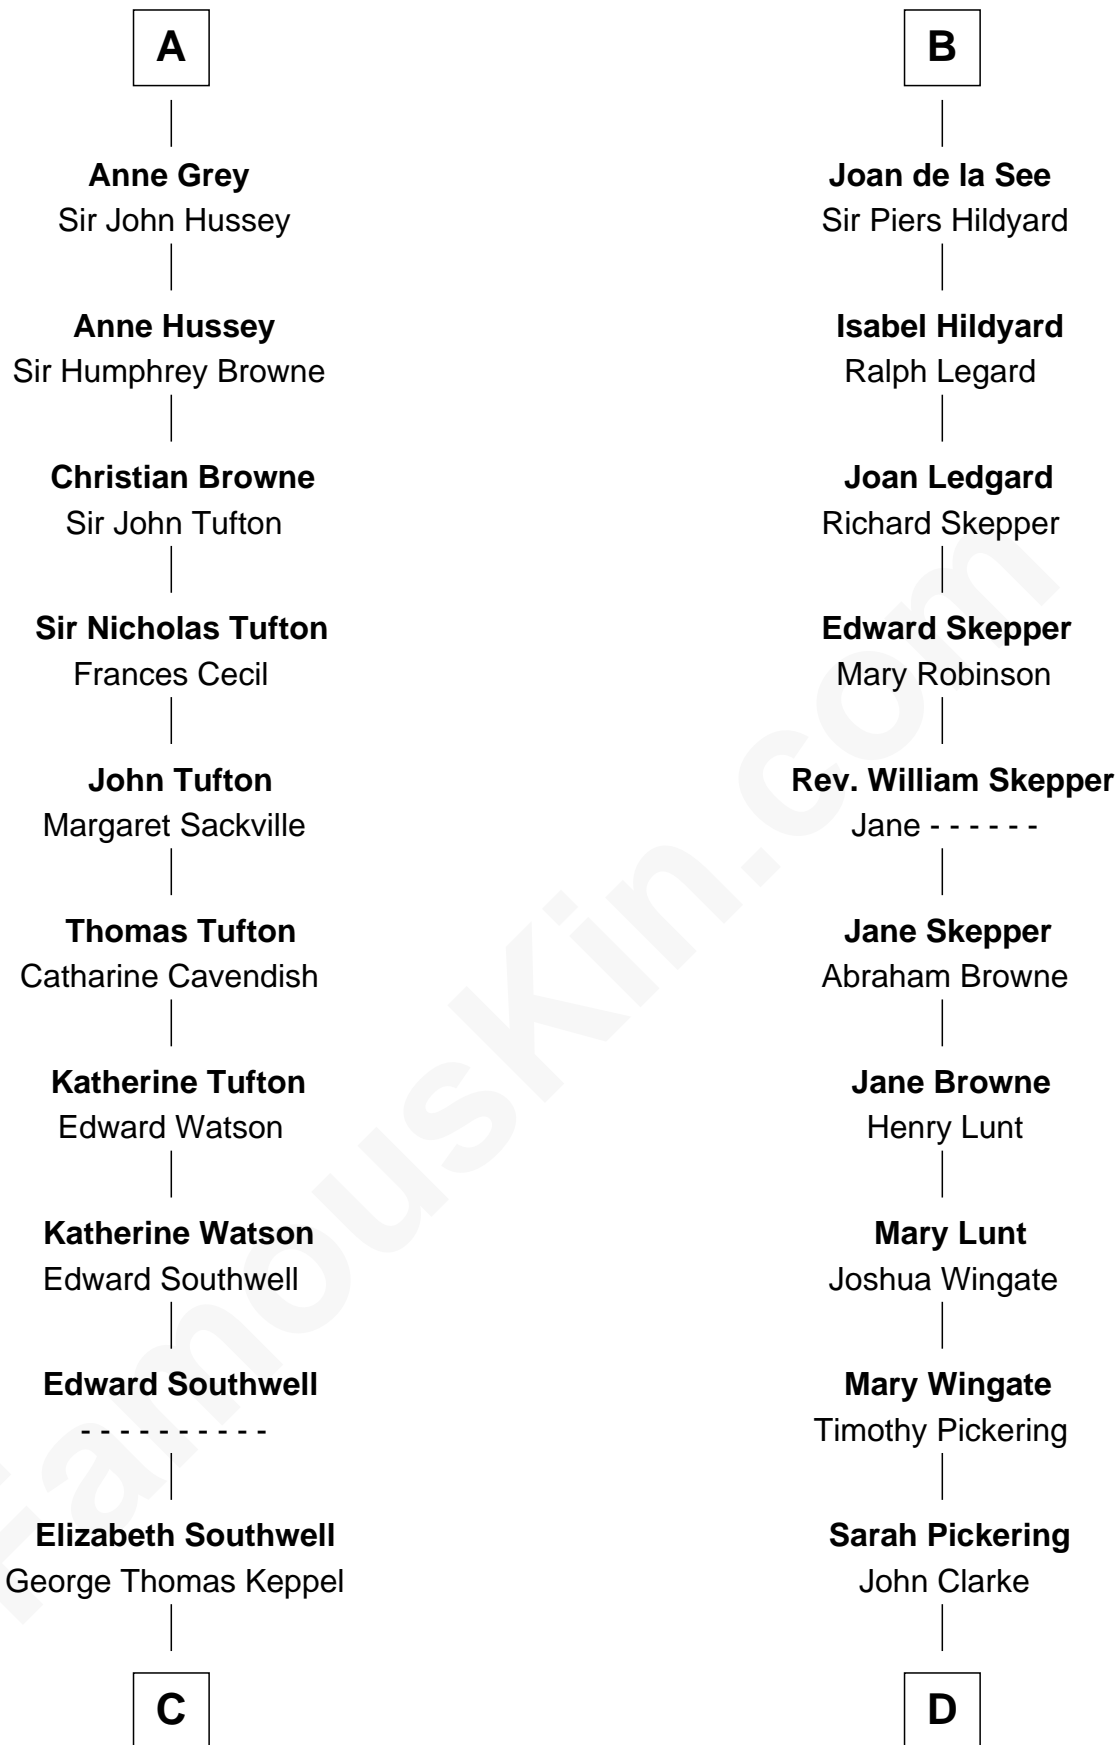 A
Anne Grey
Sir John Hussey
Anne Hussey
Sir Humphrey Browne
Christian Browne
Sir John Tufton
Sir Nicholas Tufton
Frances Cecil
John Tufton
Margaret Sackville
Thomas Tufton
Catharine Cavendish
Katherine Tufton
Edward Watson
Katherine Watson
Edward Southwell
Edward Southwell
- - - - - - - - - -
Elizabeth Southwell
George Thomas Keppel
C
B
Joan de la See
Sir Piers Hildyard
Isabel Hildyard
Ralph Legard
Joan Ledgard
Richard Skepper
Edward Skepper
Mary Robinson
Rev. William Skepper
Jane - - - - - -
Jane Skepper
Abraham Browne
Jane Browne
Henry Lunt
Mary Lunt
Joshua Wingate
Mary Wingate
Timothy Pickering
Sarah Pickering
John Clarke
D
FamousKin.com